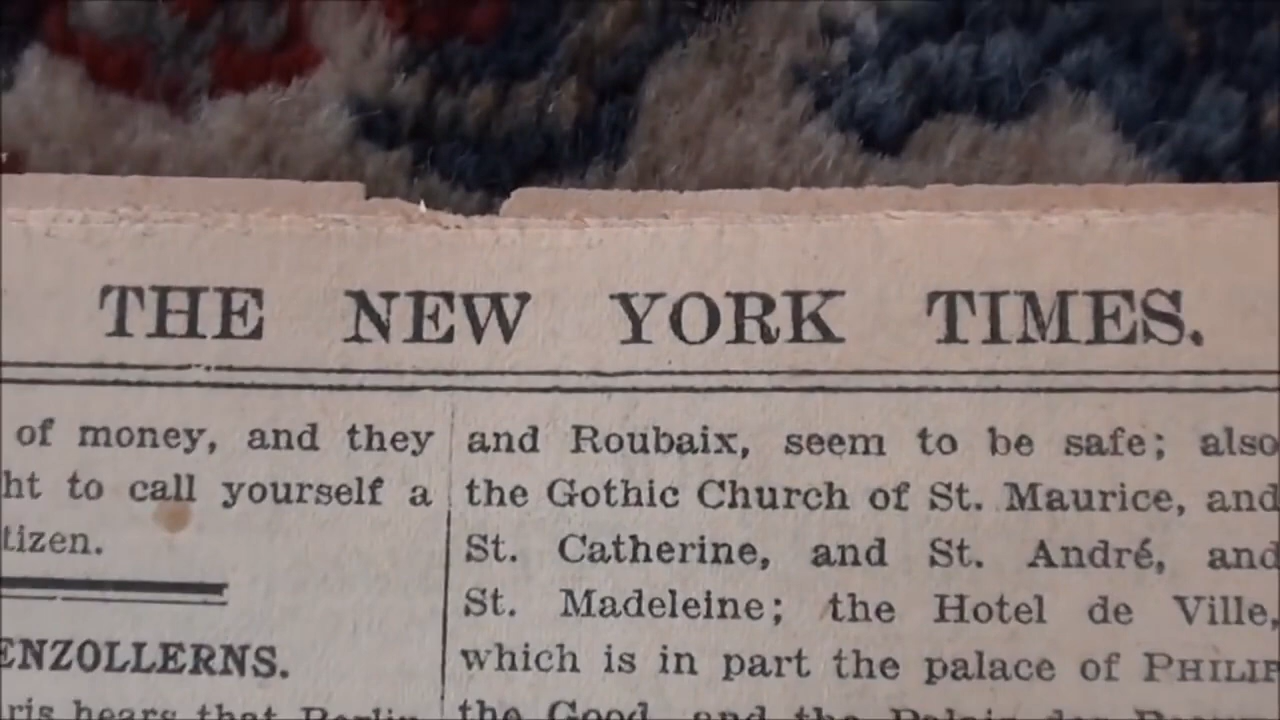 THE NEW YORK TIMES.
of money, and they
ht to call yourself a
tizen.
ENZOLLERNS.
ris hears that Berlin
and Roubaix, seem to be safe; also
the Gothic Church of St. Maurice, and
St. Catherine, and St. André, and
St. Madeleine; the Hotel de Ville,
which is in part the palace of PHILIP
the Good, and the Palais